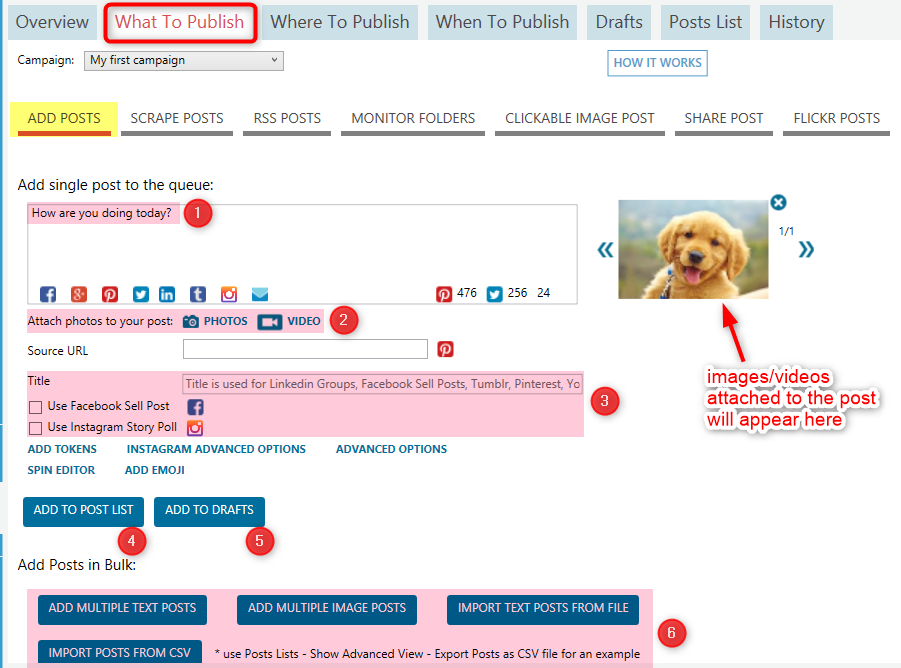 Overview What To Publish Where To Publish When To Publish Drafts Posts List History
Campaign: My first campaign HOW IT WORKS
ADD POSTS SCRAPE POSTS RSS POSTS MONITOR FOLDERS CLICKABLE IMAGE POST SHARE POST FLICKR POSTS
Add single post to the queue:
How are you doing today? 1
1/1
476 256 24
Attach photos to your post: PHOTOS VIDEO 2
Source URL
images/videos
attached to the post
will appear here
Title Title is used for Linkedin Groups, Facebook Sell Posts, Tumblr, Pinterest, Yo
Use Facebook Sell Post 3
Use Instagram Story Poll
ADD TOKENS INSTAGRAM ADVANCED OPTIONS ADVANCED OPTIONS
SPIN EDITOR ADD EMOJI
ADD TO POST LIST ADD TO DRAFTS
4 5
Add Posts in Bulk:
ADD MULTIPLE TEXT POSTS ADD MULTIPLE IMAGE POSTS IMPORT TEXT POSTS FROM FILE
6
IMPORT POSTS FROM CSV * use Posts Lists - Show Advanced View - Export Posts as CSV file for an example